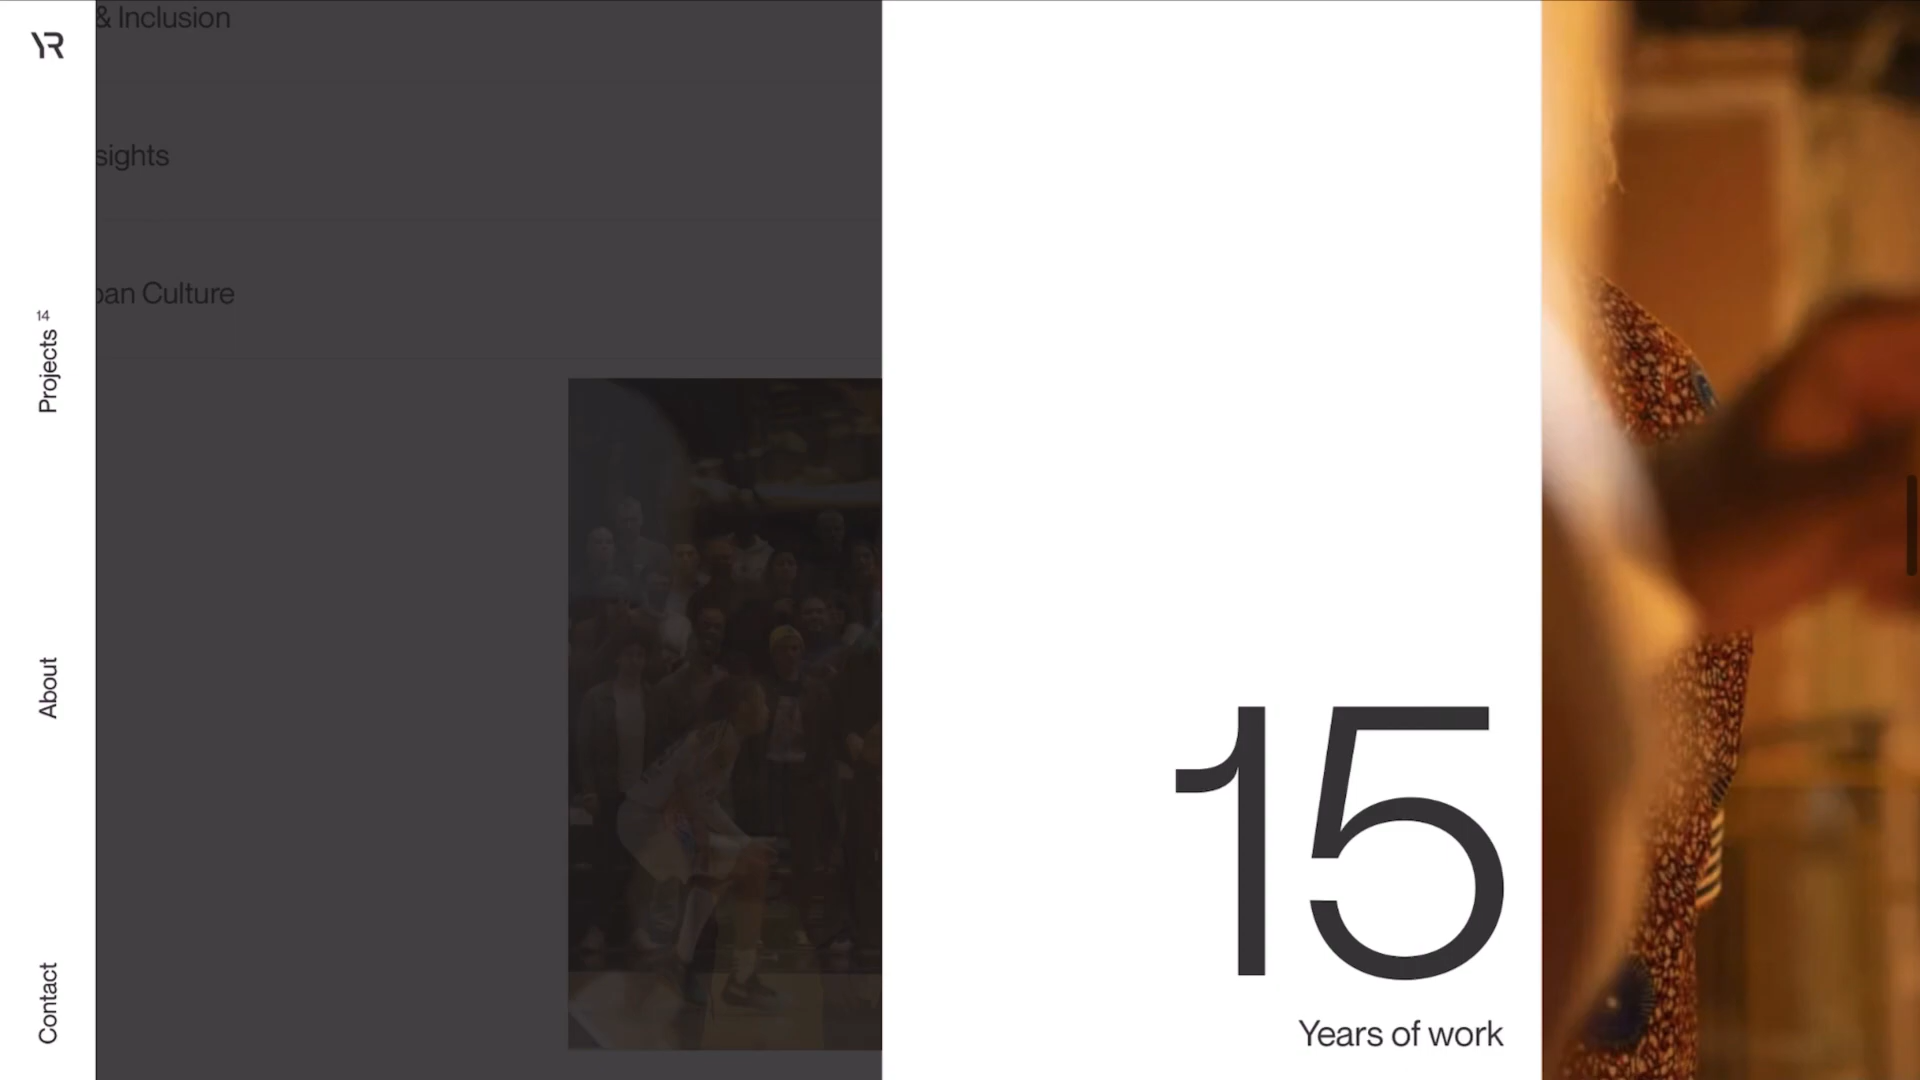 YR
Projects 14
About
Contact
& Inclusion
sights
ban Culture
15
Years of work